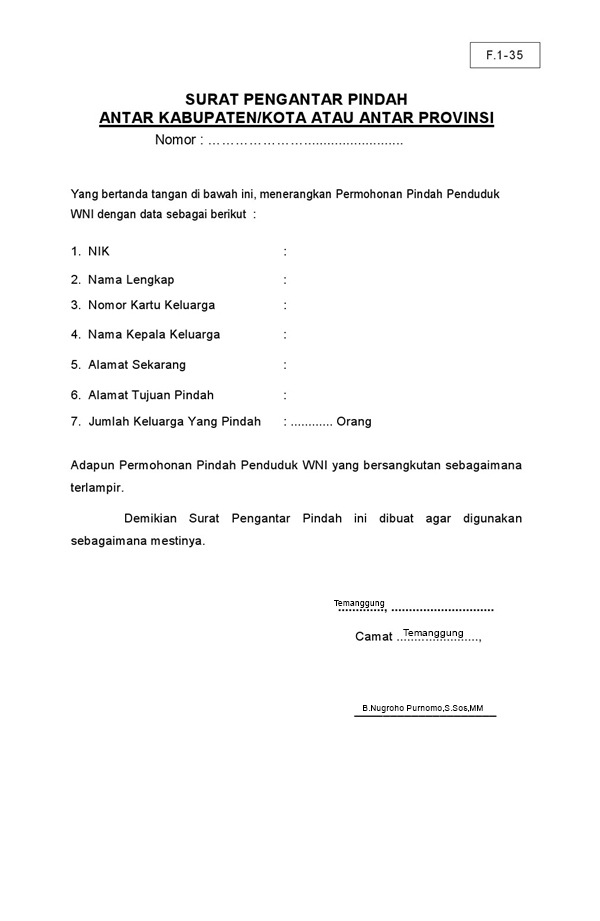 F.1-35
SURAT PENGANTAR PINDAH
ANTAR KABUPATEN/KOTA ATAU ANTAR PROVINSI
Nomor : …………………..........................
Yang bertanda tangan di bawah ini, menerangkan Permohonan Pindah Penduduk
WNI dengan data sebagai berikut :
1. NIK :
2. Nama Lengkap :
3. Nomor Kartu Keluarga :
4. Nama Kepala Keluarga :
5. Alamat Sekarang :
6. Alamat Tujuan Pindah :
7. Jumlah Keluarga Yang Pindah : ............ Orang
Adapun Permohonan Pindah Penduduk WNI yang bersangkutan sebagaimana
terlampir.
Demikian Surat Pengantar Pindah ini dibuat agar digunakan
sebagaimana mestinya.
Temanggung, .............................
Camat Temanggung,
B.Nugroho Purnomo,S.Sos,MM